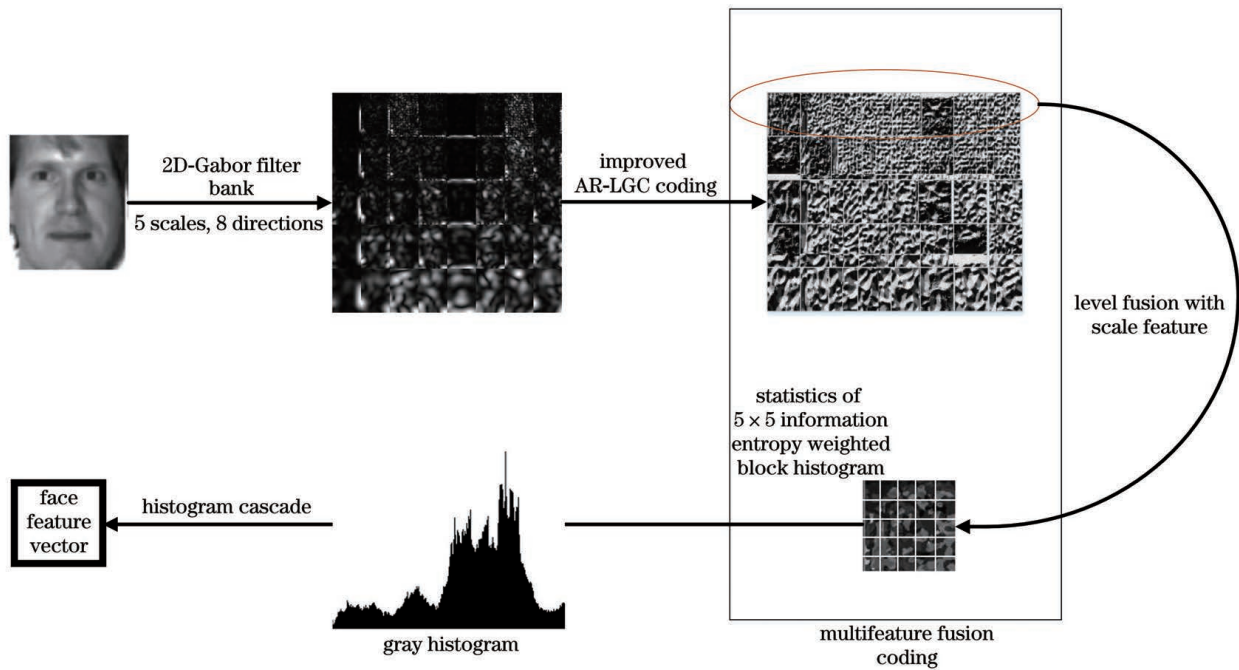 2D-Gabor filter
bank
5 scales, 8 directions
improved
AR-LGC coding
level fusion with
scale feature
statistics of
5 × 5 information
entropy weighted
block histogram
histogram cascade
face
feature
vector
gray histogram
multifeature fusion
coding